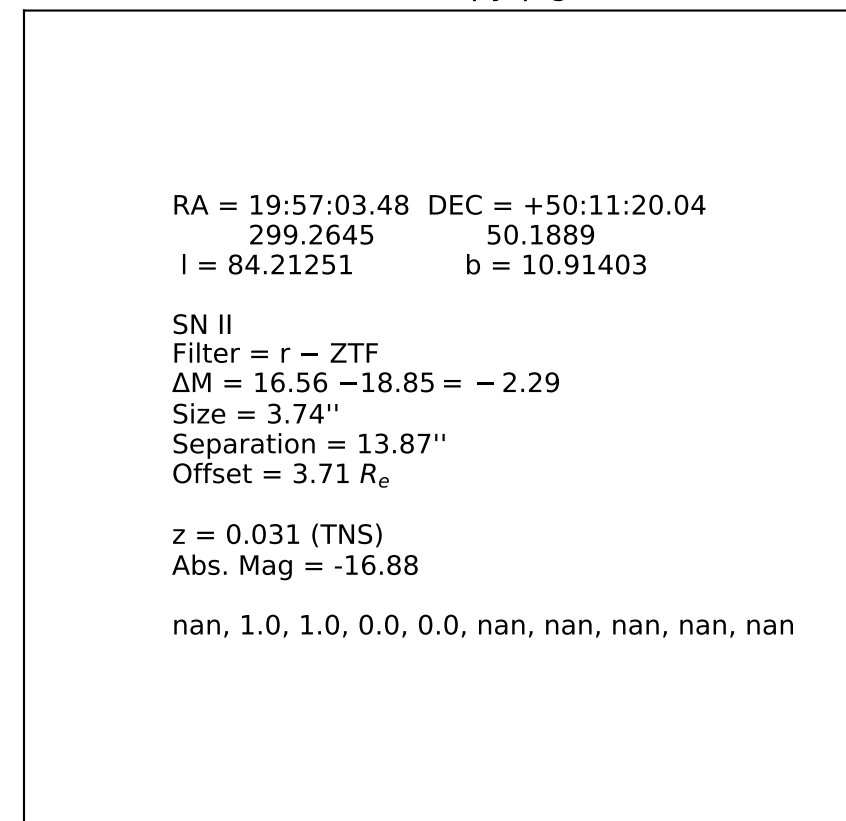 RA = 19:57:03.48 DEC = +50:11:20.04
299.2645 50.1889
l = 84.21251 b = 10.91403
SN II
Filter = r − ZTF
ΔM = 16.56 −18.85 = − 2.29
Size = 3.74''
Separation = 13.87''
Offset = 3.71 Rₑ
z = 0.031 (TNS)
Abs. Mag = -16.88
nan, 1.0, 1.0, 0.0, 0.0, nan, nan, nan, nan, nan